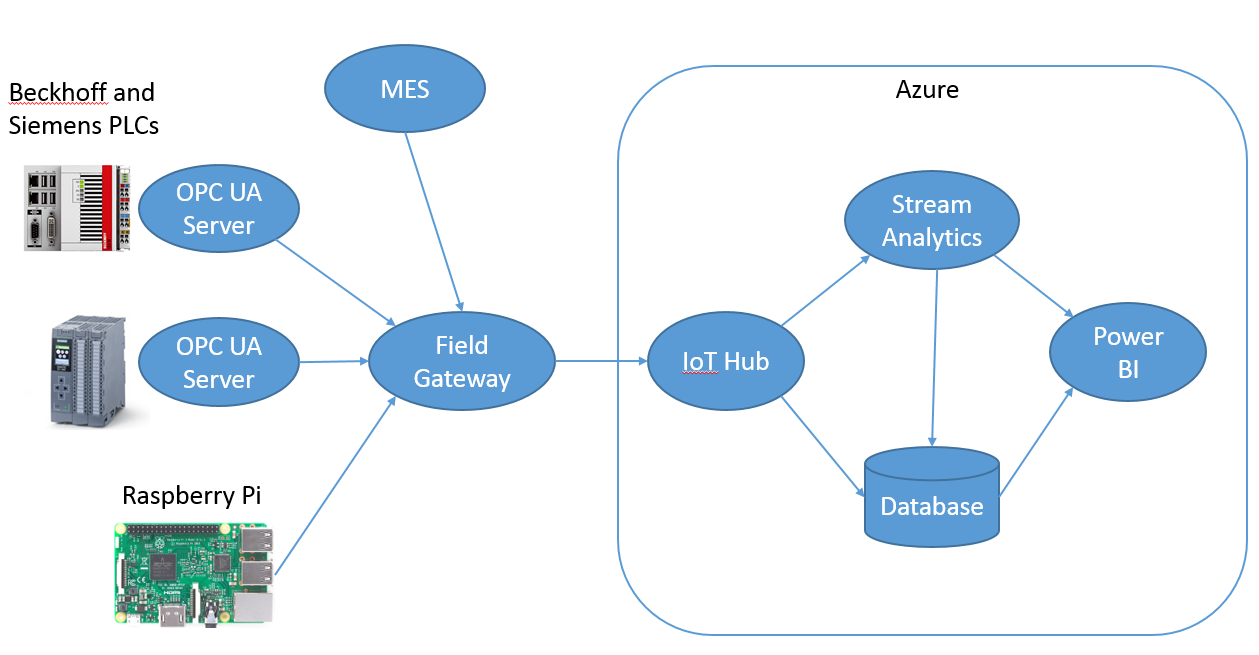 Beckhoff and
Siemens PLCs
MES
Azure
OPC UA
Server
Stream
Analytics
OPC UA
Server
Field
Gateway
IoT Hub
Power
BI
Raspberry Pi
Database